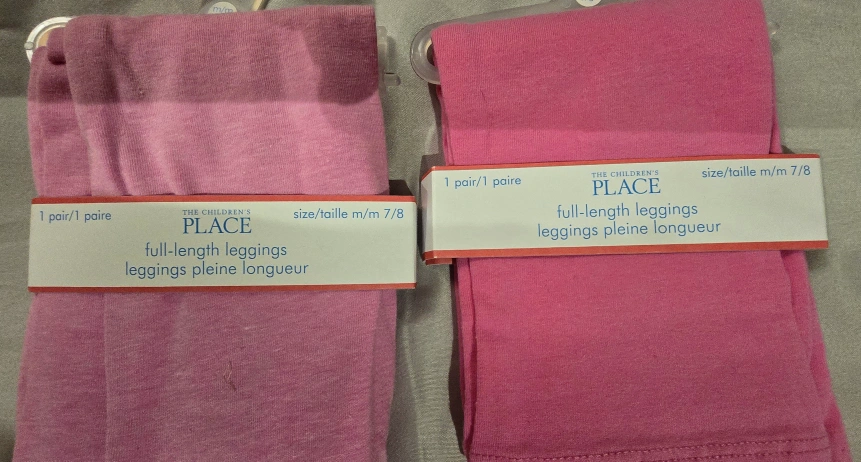 m/m
1 pair/1 paire
THE CHILDREN'S
PLACE
size/taille m/m 7/8
full-length leggings
leggings pleine longueur
1 pair/1 paire
THE CHILDREN'S
PLACE
size/taille m/m 7/8
full-length leggings
leggings pleine longueur